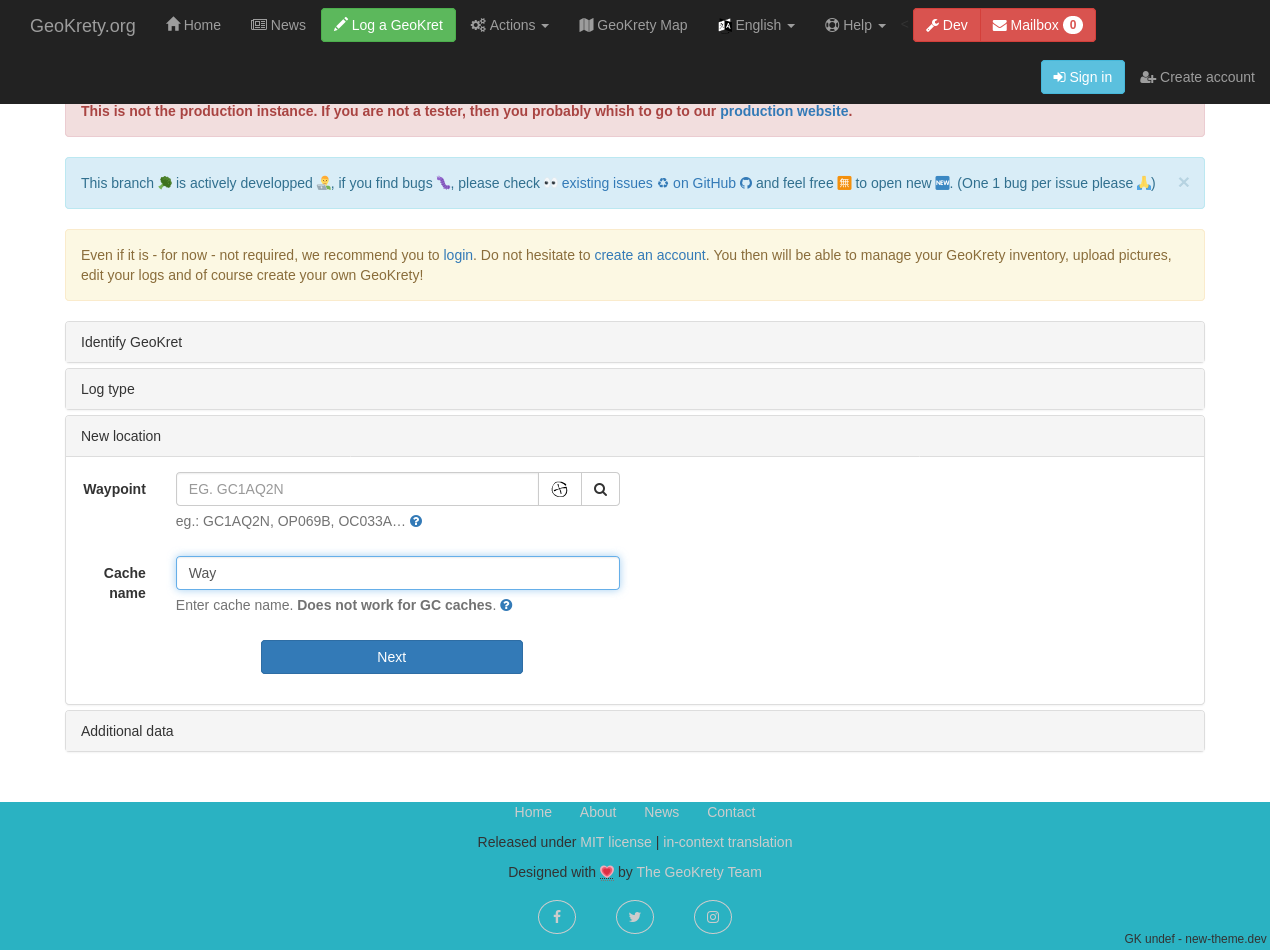 GeoKrety.org Home News Log a GeoKret Actions GeoKrety Map English Help < Dev Mailbox 0
Sign in Create account
This is not the production instance. If you are not a tester, then you probably whish to go to our production website.
This branch 🌳 is actively developped 👨‍💻, if you find bugs 🐛, please check 👀 existing issues ♻ on GitHub and feel free 🈚 to open new 🆕. (One 1 bug per issue please 🙏) ×
Even if it is - for now - not required, we recommend you to login. Do not hesitate to create an account. You then will be able to manage your GeoKrety inventory, upload pictures,
edit your logs and of course create your own GeoKrety!
Identify GeoKret
Log type
New location
Waypoint EG. GC1AQ2N
eg.: GC1AQ2N, OP069B, OC033A…
Cache
name
Way
Enter cache name. Does not work for GC caches.
Next
Additional data
Home About News Contact
Released under MIT license | in-context translation
Designed with 💗 by The GeoKrety Team
GK undef - new-theme.dev